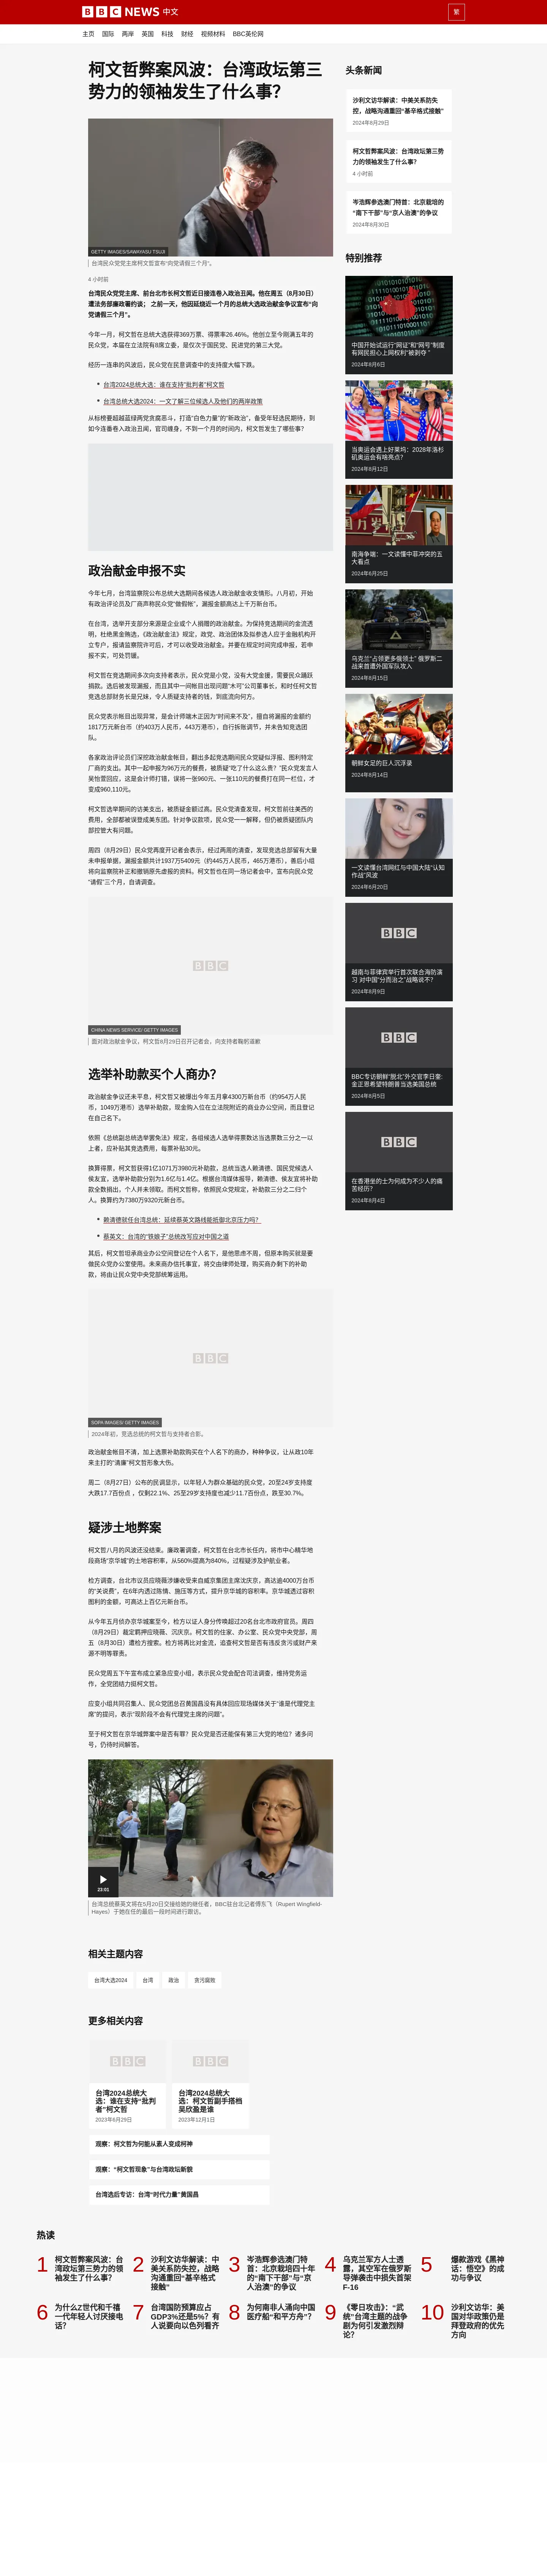 BBC NEWS 中文
繁
主页 国际 两岸 英国 科技 财经 视频材料 BBC英伦网
柯文哲弊案风波：台湾政坛第三
势力的领袖发生了什么事？
GETTY IMAGES/SAWAYASU TSUJI
台湾民众党党主席柯文哲宣布“向党请假三个月”。
4 小时前
台湾民众党党主席、前台北市长柯文哲近日接连卷入政治丑闻。他在周五（8月30日）
遭法务部廉政署约谈； 之前一天，他因延烧近一个月的总统大选政治献金争议宣布“向
党请假三个月”。
今年一月，柯文哲在总统大选获得369万票、得票率26.46%。他创立至今刚满五年的
民众党，本届在立法院有8席立委，是仅次于国民党、民进党的第三大党。
经历一连串的风波后，民众党在民意调查中的支持度大幅下跌。
台湾2024总统大选：谁在支持“批判者”柯文哲
台湾总统大选2024：一文了解三位候选人及他们的两岸政策
从标榜要超越蓝绿两党贪腐恶斗，打造“白色力量”的“新政治”，备受年轻选民期待，到
如今连番卷入政治丑闻，官司缠身，不到一个月的时间内，柯文哲发生了哪些事？
政治献金申报不实
今年七月，台湾监察院公布总统大选期间各候选人政治献金收支情形。八月初，开始
有政治评论员及厂商声称民众党“做假帐”，漏报金额高达上千万新台币。
在台湾，选举开支部分来源是企业或个人捐赠的政治献金。为保持竞选期间的金流透
明，杜绝黑金贿选，《政治献金法》规定，政党、政治团体及拟参选人应于金融机构开
立专户，报请监察院许可后，才可以收受政治献金。并要在规定时间完成申报，若申
报不实，可处罚锾。
柯文哲在竞选期间多次向支持者表示，民众党是小党，没有大党金援，需要民众踊跃
捐款。选后被发现漏报，而且其中一间帐目出现问题“木可”公司董事长，和时任柯文哲
竞选总部财务长是兄妹，令人质疑支持者的钱，到底流向何方。
民众党表示帐目出现异常，是会计师端木正因为“时间来不及”，擅自将漏报的金额约
1817万元新台币（约403万人民币，443万港币），自行拆账调节，并未告知竞选团
队。
各家政治评论员们深挖政治献金帐目，翻出多起竞选期间民众党疑似浮报、图利特定
厂商的支出。其中一起申报为96万元的餐费，被质疑“吃了什么这么贵？”民众党发言人
吴怡萱回应，这是会计师打错，误将一张960元、一张110元的餐费打在同一栏位，才
变成960,110元。
柯文哲选举期间的访美支出，被质疑金额过高。民众党清查发现，柯文哲前往美西的
费用，全部都被误登成美东团。针对争议款项，民众党一一解释，但仍被质疑团队内
部控管大有问题。
周四（8月29日）民众党再度开记者会表示，经过两周的清查，发现竞选总部留有大量
未申报单据，漏报金额共计1937万5409元（约445万人民币，465万港币），善后小组
将向监察院补正和撤销原先虚报的资料。柯文哲也在同一场记者会中，宣布向民众党
“请假”三个月，自请调查。
BBC
CHINA NEWS SERVICE/ GETTY IMAGES
面对政治献金争议，柯文哲8月29日召开记者会，向支持者鞠躬道歉
选举补助款买个人商办？
政治献金争议还未平息，柯文哲又被爆出今年五月拿4300万新台币（约954万人民
币，1049万港币）选举补助款，现金购入位在立法院附近的商业办公空间，而且登记
在自己名下。
依照《总统副总统选举罢免法》规定，各组候选人选举得票数达当选票数三分之一以
上者，应补贴其竞选费用，每票补贴30元。
换算得票，柯文哲获得1亿1071万3980元补助款，总统当选人赖清德、国民党候选人
侯友宜，选举补助款分别为1.6亿与1.4亿。根据台湾媒体报导，赖清德、侯友宜将补助
款全数捐出，个人并未领取。而柯文哲称，依照民众党规定，补助款三分之二归个
人，换算约为7380万9320元新台币。
赖清德就任台湾总统：延续蔡英文路线能抵御北京压力吗？
蔡英文：台湾的“铁娘子”总统改写应对中国之道
其后，柯文哲坦承商业办公空间登记在个人名下，是他思虑不周，但原本购买就是要
做民众党办公室使用。未来商办信托事宜，将交由律师处理，购买商办剩下的补助
款，将由让民众党中央党部统筹运用。
BBC
SOPA IMAGES/ GETTY IMAGES
2024年初，竞选总统的柯文哲与支持者合影。
政治献金帐目不清，加上选票补助款购买在个人名下的商办，种种争议，让从政10年
来主打的“清廉”柯文哲形象大伤。
周二（8月27日）公布的民调显示，以年轻人为群众基础的民众党，20至24岁支持度
大跌17.7百份点 ，仅剩22.1%、25至29岁支持度也减少11.7百份点，跌至30.7%。
疑涉土地弊案
柯文哲八月的风波还没结束。廉政署调查，柯文哲在台北市长任内，将市中心精华地
段商场“京华城”的土地容积率，从560%提高为840%，过程疑涉及护航业者。
检方调查，台北市议员应晓薇涉嫌收受来自威京集团主席沈庆京，高达逾4000万台币
的“关说费”，在6年内透过陈情、施压等方式，提升京华城的容积率。京华城透过容积
图利的金额，可高达上百亿元新台币。
从今年五月侦办京华城案至今，检方以证人身分传唤超过20名台北市政府官员。周四
（8月29日）裁定羁押应晓薇、沉庆京。柯文哲的住家、办公室、民众党中央党部，周
五（8月30日）遭检方搜索。检方将再比对金流，追查柯文哲是否有违反贪污或财产来
源不明等罪责。
民众党周五下午宣布成立紧急应变小组，表示民众党会配合司法调查，维持党务运
作，全党团结力挺柯文哲。
应变小组共同召集人、民众党团总召黄国昌没有具体回应现场媒体关于“谁是代理党主
席”的提问，表示“现阶段不会有代理党主席的问题”。
至于柯文哲在京华城弊案中是否有罪？民众党是否还能保有第三大党的地位？诸多问
号，仍待时间解答。
23:01
台湾总统蔡英文将在5月20日交接给她的继任者，BBC驻台北记者傅东飞（Rupert Wingfield-
Hayes）于她在任的最后一段时间进行跟访。
相关主题内容
台湾大选2024 台湾 政治 贪污腐败
更多相关内容
BBC BBC
台湾2024总统大
选：谁在支持“批判
者”柯文哲
2023年6月29日
台湾2024总统大
选：柯文哲副手搭档
吴欣盈是谁
2023年12月1日
观察：柯文哲为何能从素人变成柯神
观察：“柯文哲现象”与台湾政坛新貌
台湾选后专访：台湾“时代力量”黄国昌
头条新闻
沙利文访华解读：中美关系防失
控，战略沟通重回“基辛格式接触”
2024年8月29日
柯文哲弊案风波：台湾政坛第三势
力的领袖发生了什么事？
4 小时前
岑浩辉参选澳门特首：北京栽培的
“南下干部”与“京人治澳”的争议
2024年8月30日
特别推荐
中国开始试运行“网证”和“网号”制度
有网民担心上网权利“被剥夺 ”
2024年8月6日
当奥运会遇上好莱坞：2028年洛杉
矶奥运会有啥亮点？
2024年8月12日
南海争端：一文读懂中菲冲突的五
大看点
2024年6月25日
乌克兰“占领更多俄领土” 俄罗斯二
战来首遭外国军队攻入
2024年8月15日
朝鲜女足的巨人沉浮录
2024年8月14日
一文读懂台湾网红与中国大陆“认知
作战”风波
2024年6月20日
BBC
越南与菲律宾举行首次联合海防演
习 对中国“分而治之”战略说不？
2024年8月9日
BBC
BBC专访朝鲜“脱北”外交官李日奎:
金正恩希望特朗普当选美国总统
2024年8月5日
BBC
在香港坐的士为何成为不少人的痛
苦经历？
2024年8月4日
热读
1 柯文哲弊案风波：台
湾政坛第三势力的领
袖发生了什么事？
2 沙利文访华解读：中
美关系防失控，战略
沟通重回“基辛格式
接触”
3 岑浩辉参选澳门特
首：北京栽培四十年
的“南下干部”与“京
人治澳”的争议
4 乌克兰军方人士透
露，其空军在俄罗斯
导弹袭击中损失首架
F-16
5 爆款游戏《黑神
话：悟空》的成
功与争议
6 为什么Z世代和千禧
一代年轻人讨厌接电
话？
7 台湾国防预算应占
GDP3%还是5%？有
人说要向以色列看齐
8 为何南非人涌向中国
医疗船“和平方舟”？
9 《零日攻击》：“武
统”台湾主题的战争
剧为何引发激烈辩
论？
10 沙利文访华：美
国对华政策仍是
拜登政府的优先
方向